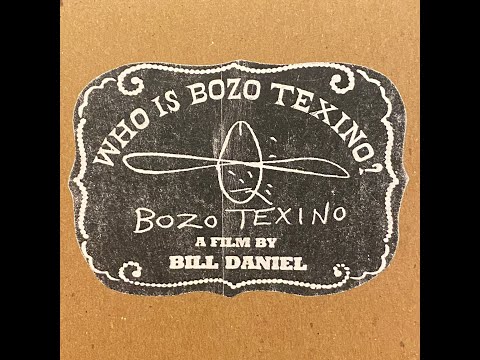 WHO IS BOZO TEXINO?
BOZO TEXINO
A FILM BY
BILL DANIEL